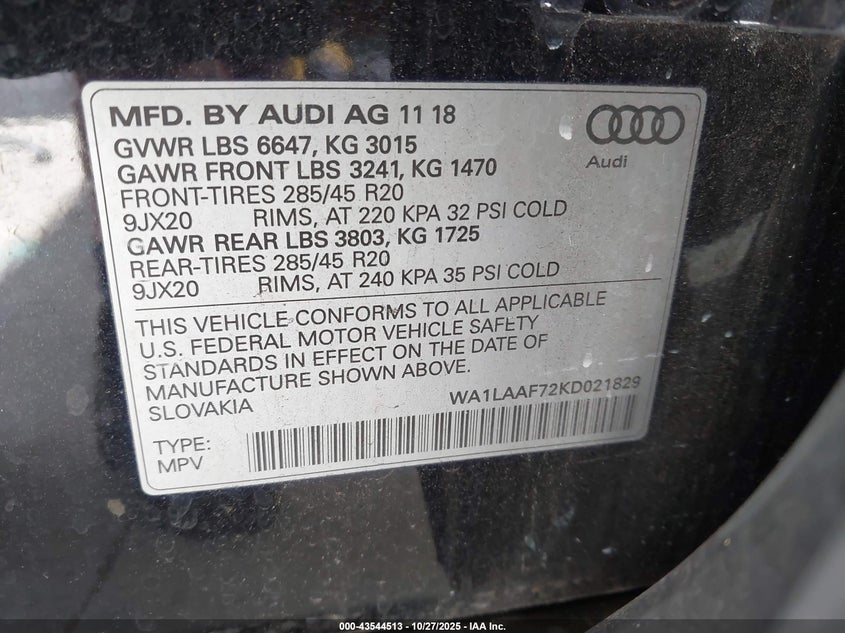 MFD. BY AUDI AG 11 18
Audi
GVWR LBS 6647, KG 3015
GAWR FRONT LBS 3241, KG 1470
FRONT-TIRES 285/45 R20
9JX20 RIMS, AT 220 KPA 32 PSI COLD
GAWR REAR LBS 3803, KG 1725
REAR-TIRES 285/45 R20
9JX20 RIMS, AT 240 KPA 35 PSI COLD
THIS VEHICLE CONFORMS TO ALL APPLICABLE
U.S. FEDERAL MOTOR VEHICLE SAFETY
STANDARDS IN EFFECT ON THE DATE OF
MANUFACTURE SHOWN ABOVE.
SLOVAKIA WA1LAAF72KD021829
TYPE:
MPV
000-43544513 - 10/27/2025 - IAA Inc.